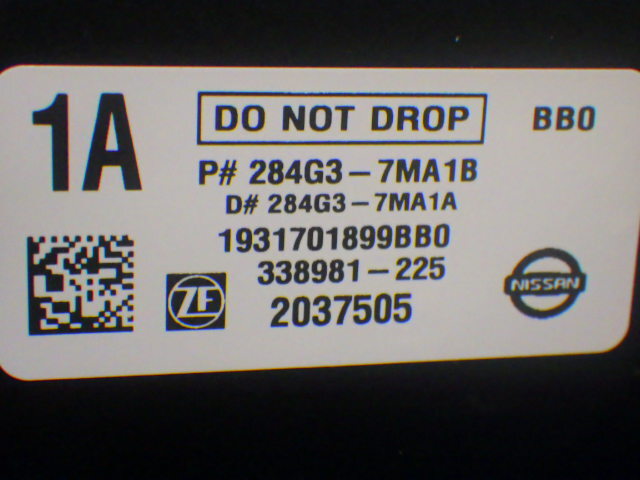 1A
DO NOT DROP
BB0
P# 284G3-7MA1B
D# 284G3-7MA1A
1931701899BB0
338981-225
2037505
ZF
NISSAN